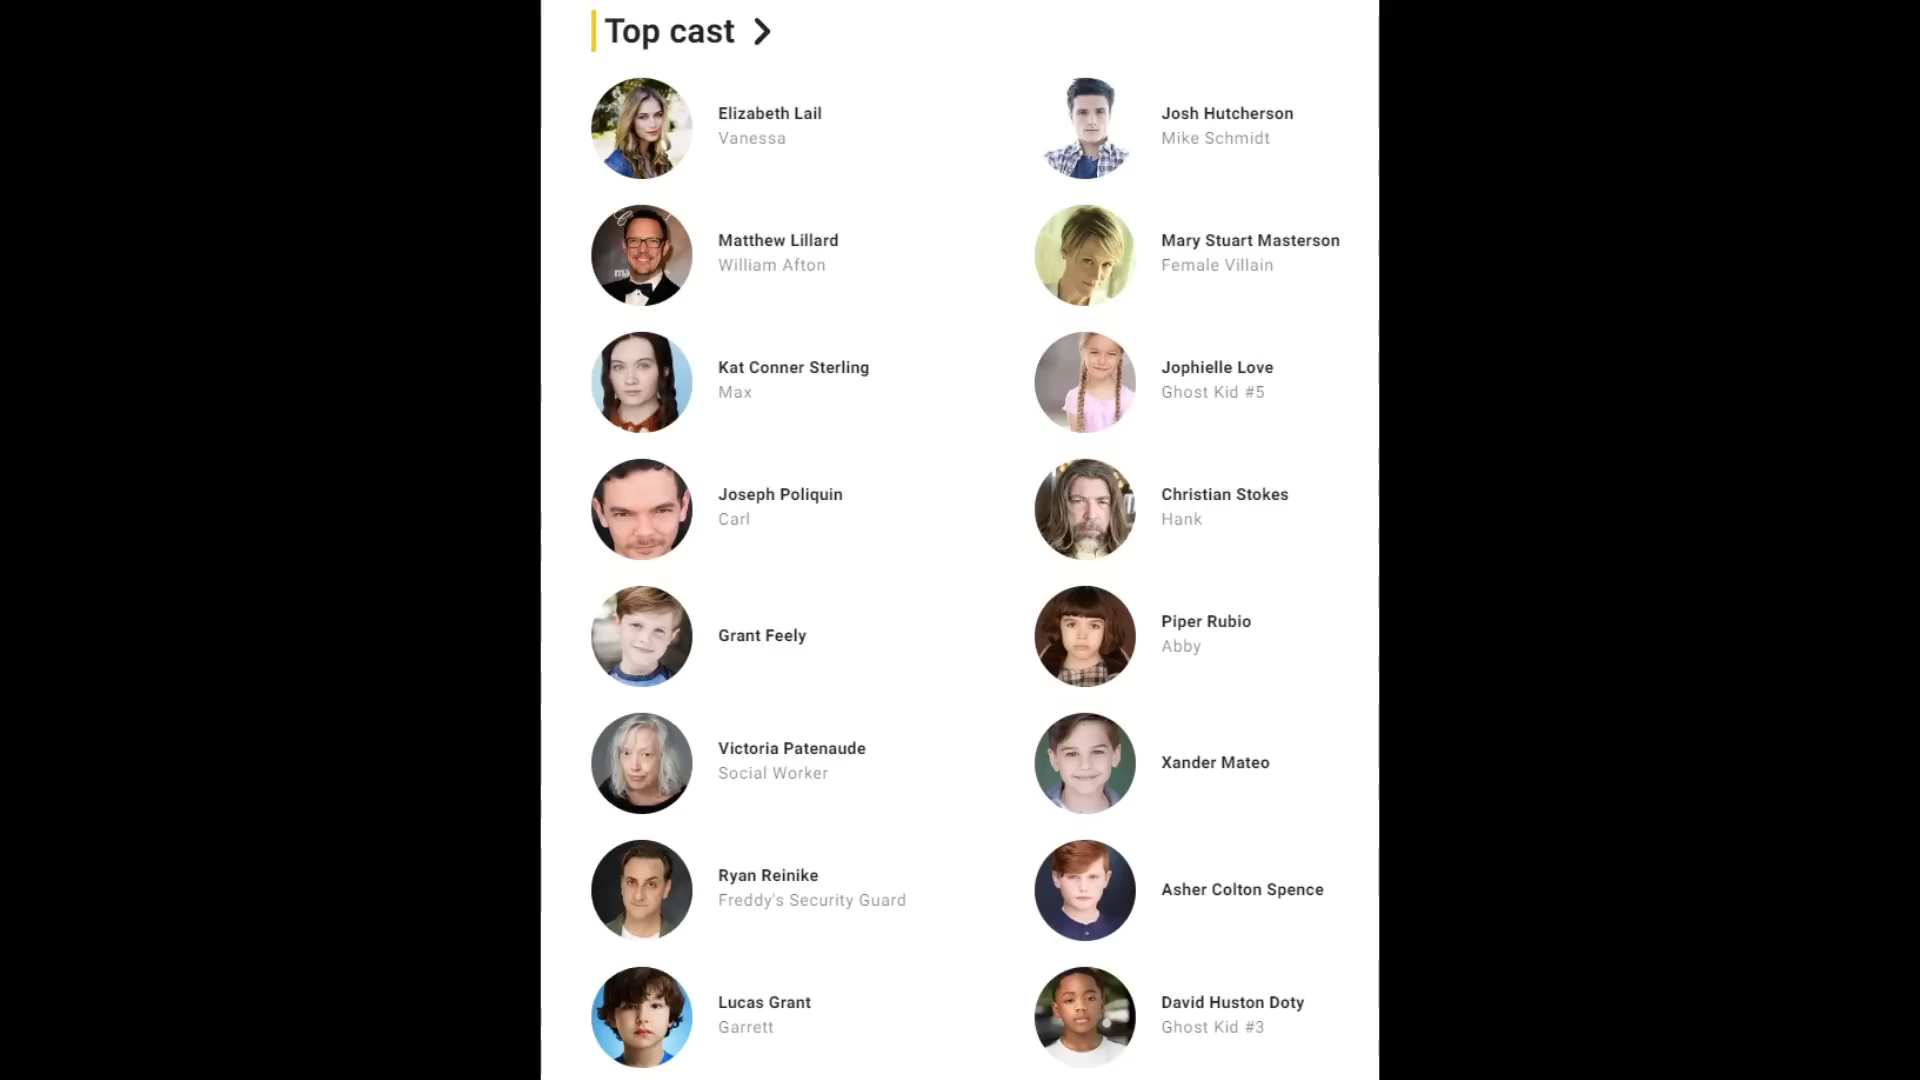 Top cast
Elizabeth Lail
Vanessa
Josh Hutcherson
Mike Schmidt
Matthew Lillard
William Afton
Mary Stuart Masterson
Female Villain
Kat Conner Sterling
Max
Jophielle Love
Ghost Kid #5
Joseph Poliquin
Carl
Christian Stokes
Hank
Grant Feely
Piper Rubio
Abby
Victoria Patenaude
Social Worker
Xander Mateo
Ryan Reinike
Freddy's Security Guard
Asher Colton Spence
Lucas Grant
Garrett
David Huston Doty
Ghost Kid #3